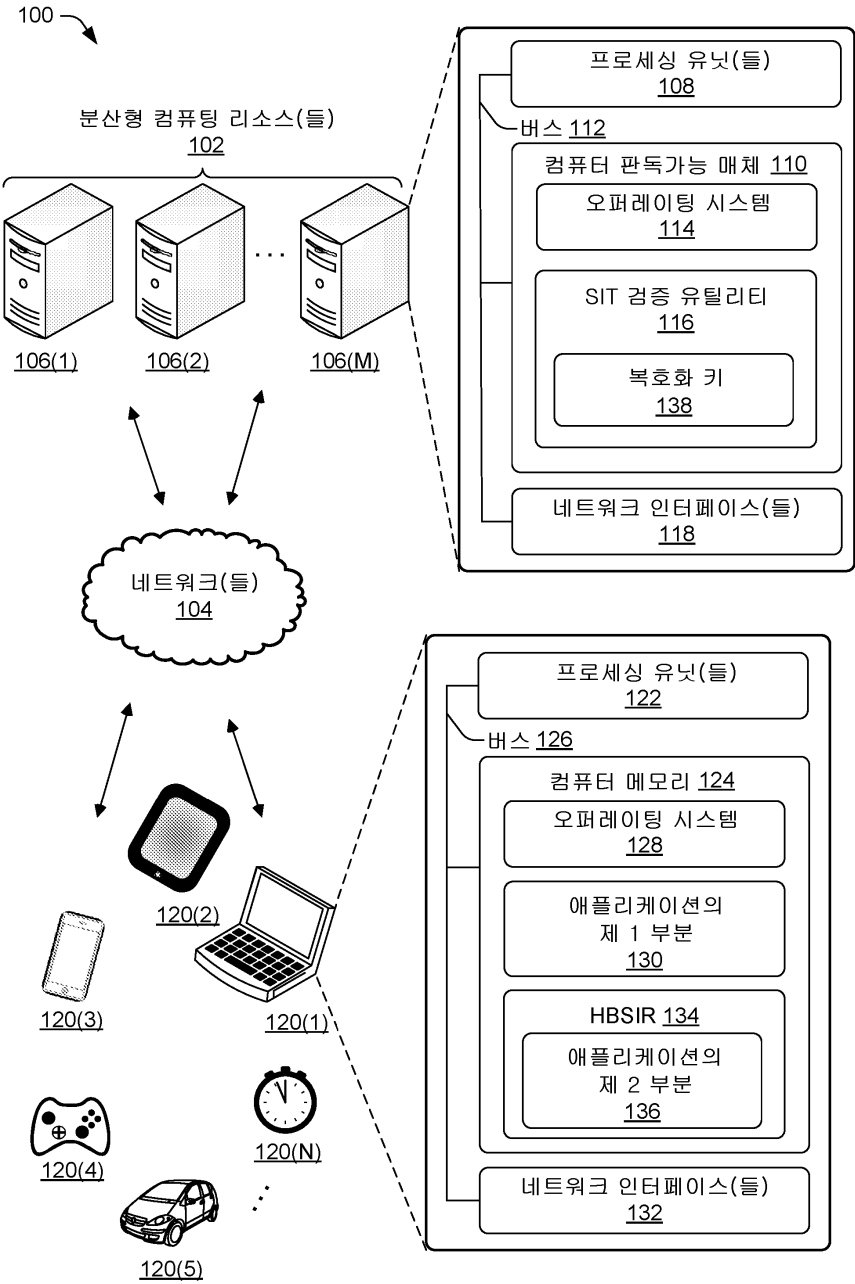 100
분산형 컴퓨팅 리소스(들)
102
106(1)
106(2)
...
106(M)
프로세싱 유닛(들)
108
버스 112
컴퓨터 판독가능 매체 110
오퍼레이팅 시스템
114
SIT 검증 유틸리티
116
복호화 키
138
네트워크 인터페이스(들)
118
네트워크(들)
104
120(2)
120(3)
120(1)
120(4)
120(N)
...
120(5)
프로세싱 유닛(들)
122
버스 126
컴퓨터 메모리 124
오퍼레이팅 시스템
128
애플리케이션의
제 1 부분
130
HBSIR 134
애플리케이션의
제 2 부분
136
네트워크 인터페이스(들)
132